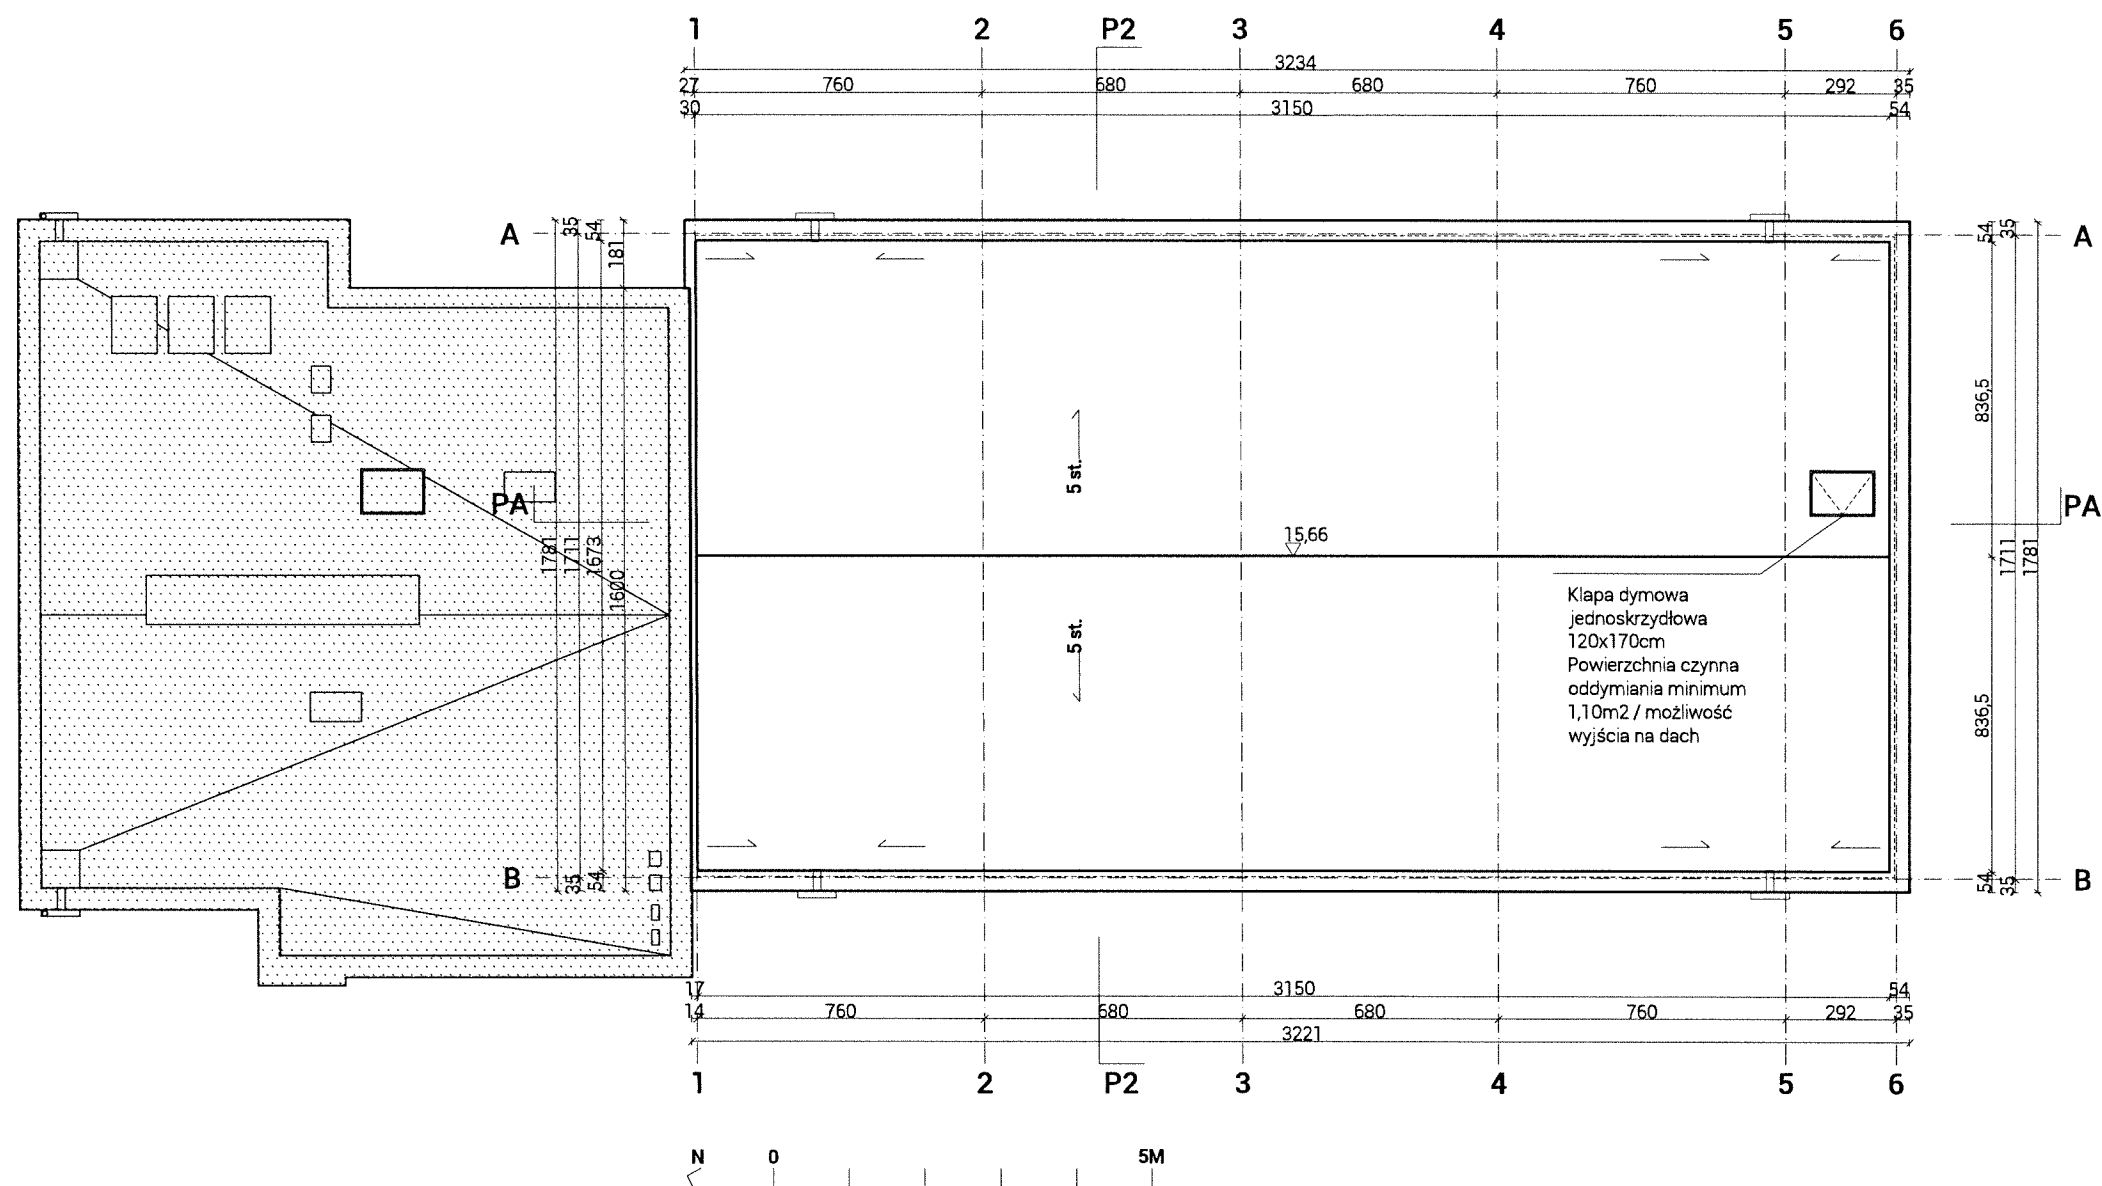 1 2 P2 3 4 5 6
3234
27 760 680 680 760 292 35
30 3150 54
A 35 54 181 54 35 A
836,5
5 st.
PA PA
15,66
1781 1711 1673 1600 1711 1781
Klapa dymowa
jednoskrzydłowa
120x170cm
Powierzchnia czynna
oddymiania minimum
1,10m2 / możliwość
wyjścia na dach
5 st.
836,5
B 35 54 54 35 B
17 3150 54
14 760 680 680 760 292 35
3221
1 2 P2 3 4 5 6
N 0 5M